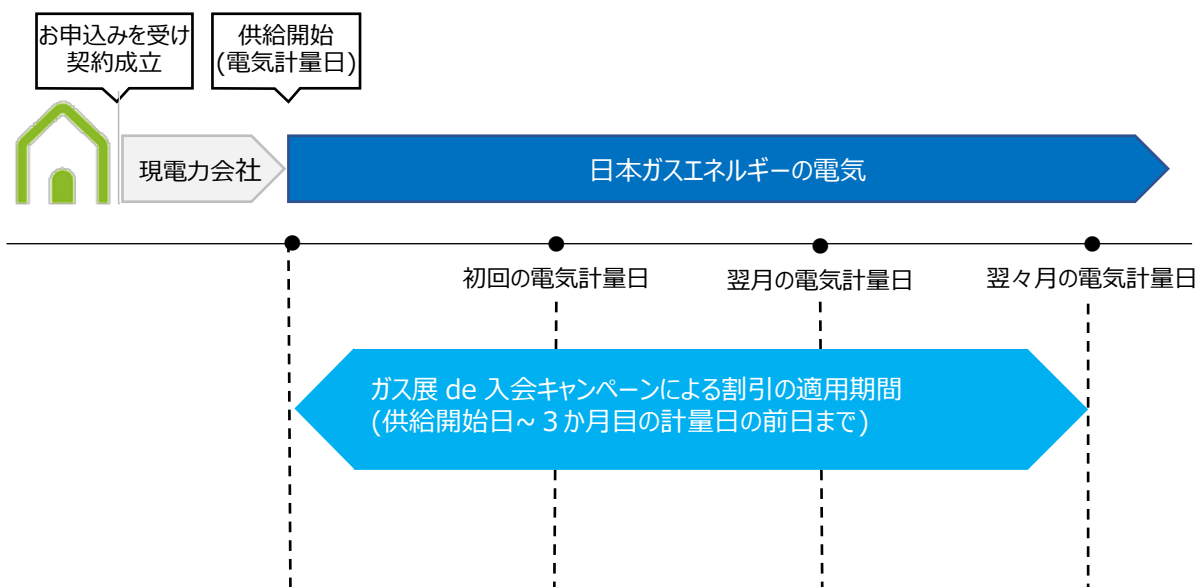 お申込みを受け
契約成立
供給開始
(電気計量日)
現電力会社
日本ガスエネルギーの電気
初回の電気計量日
翌月の電気計量日
翌々月の電気計量日
ガス展 de 入会キャンペーンによる割引の適用期間
(供給開始日~３か月目の計量日の前日まで)